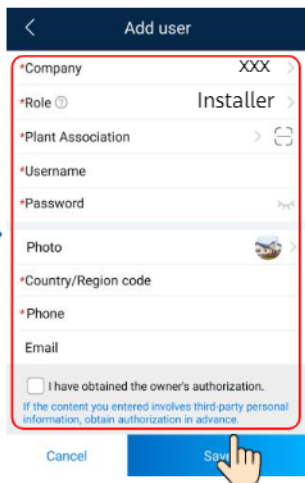 Add user
*Company XXX
*Role Installer
*Plant Association
*Username
*Password
Photo
*Country/Region code
*Phone
Email
I have obtained the owner's authorization.
If the content you entered involves third-party personal
information, obtain authorization in advance.
Cancel Save